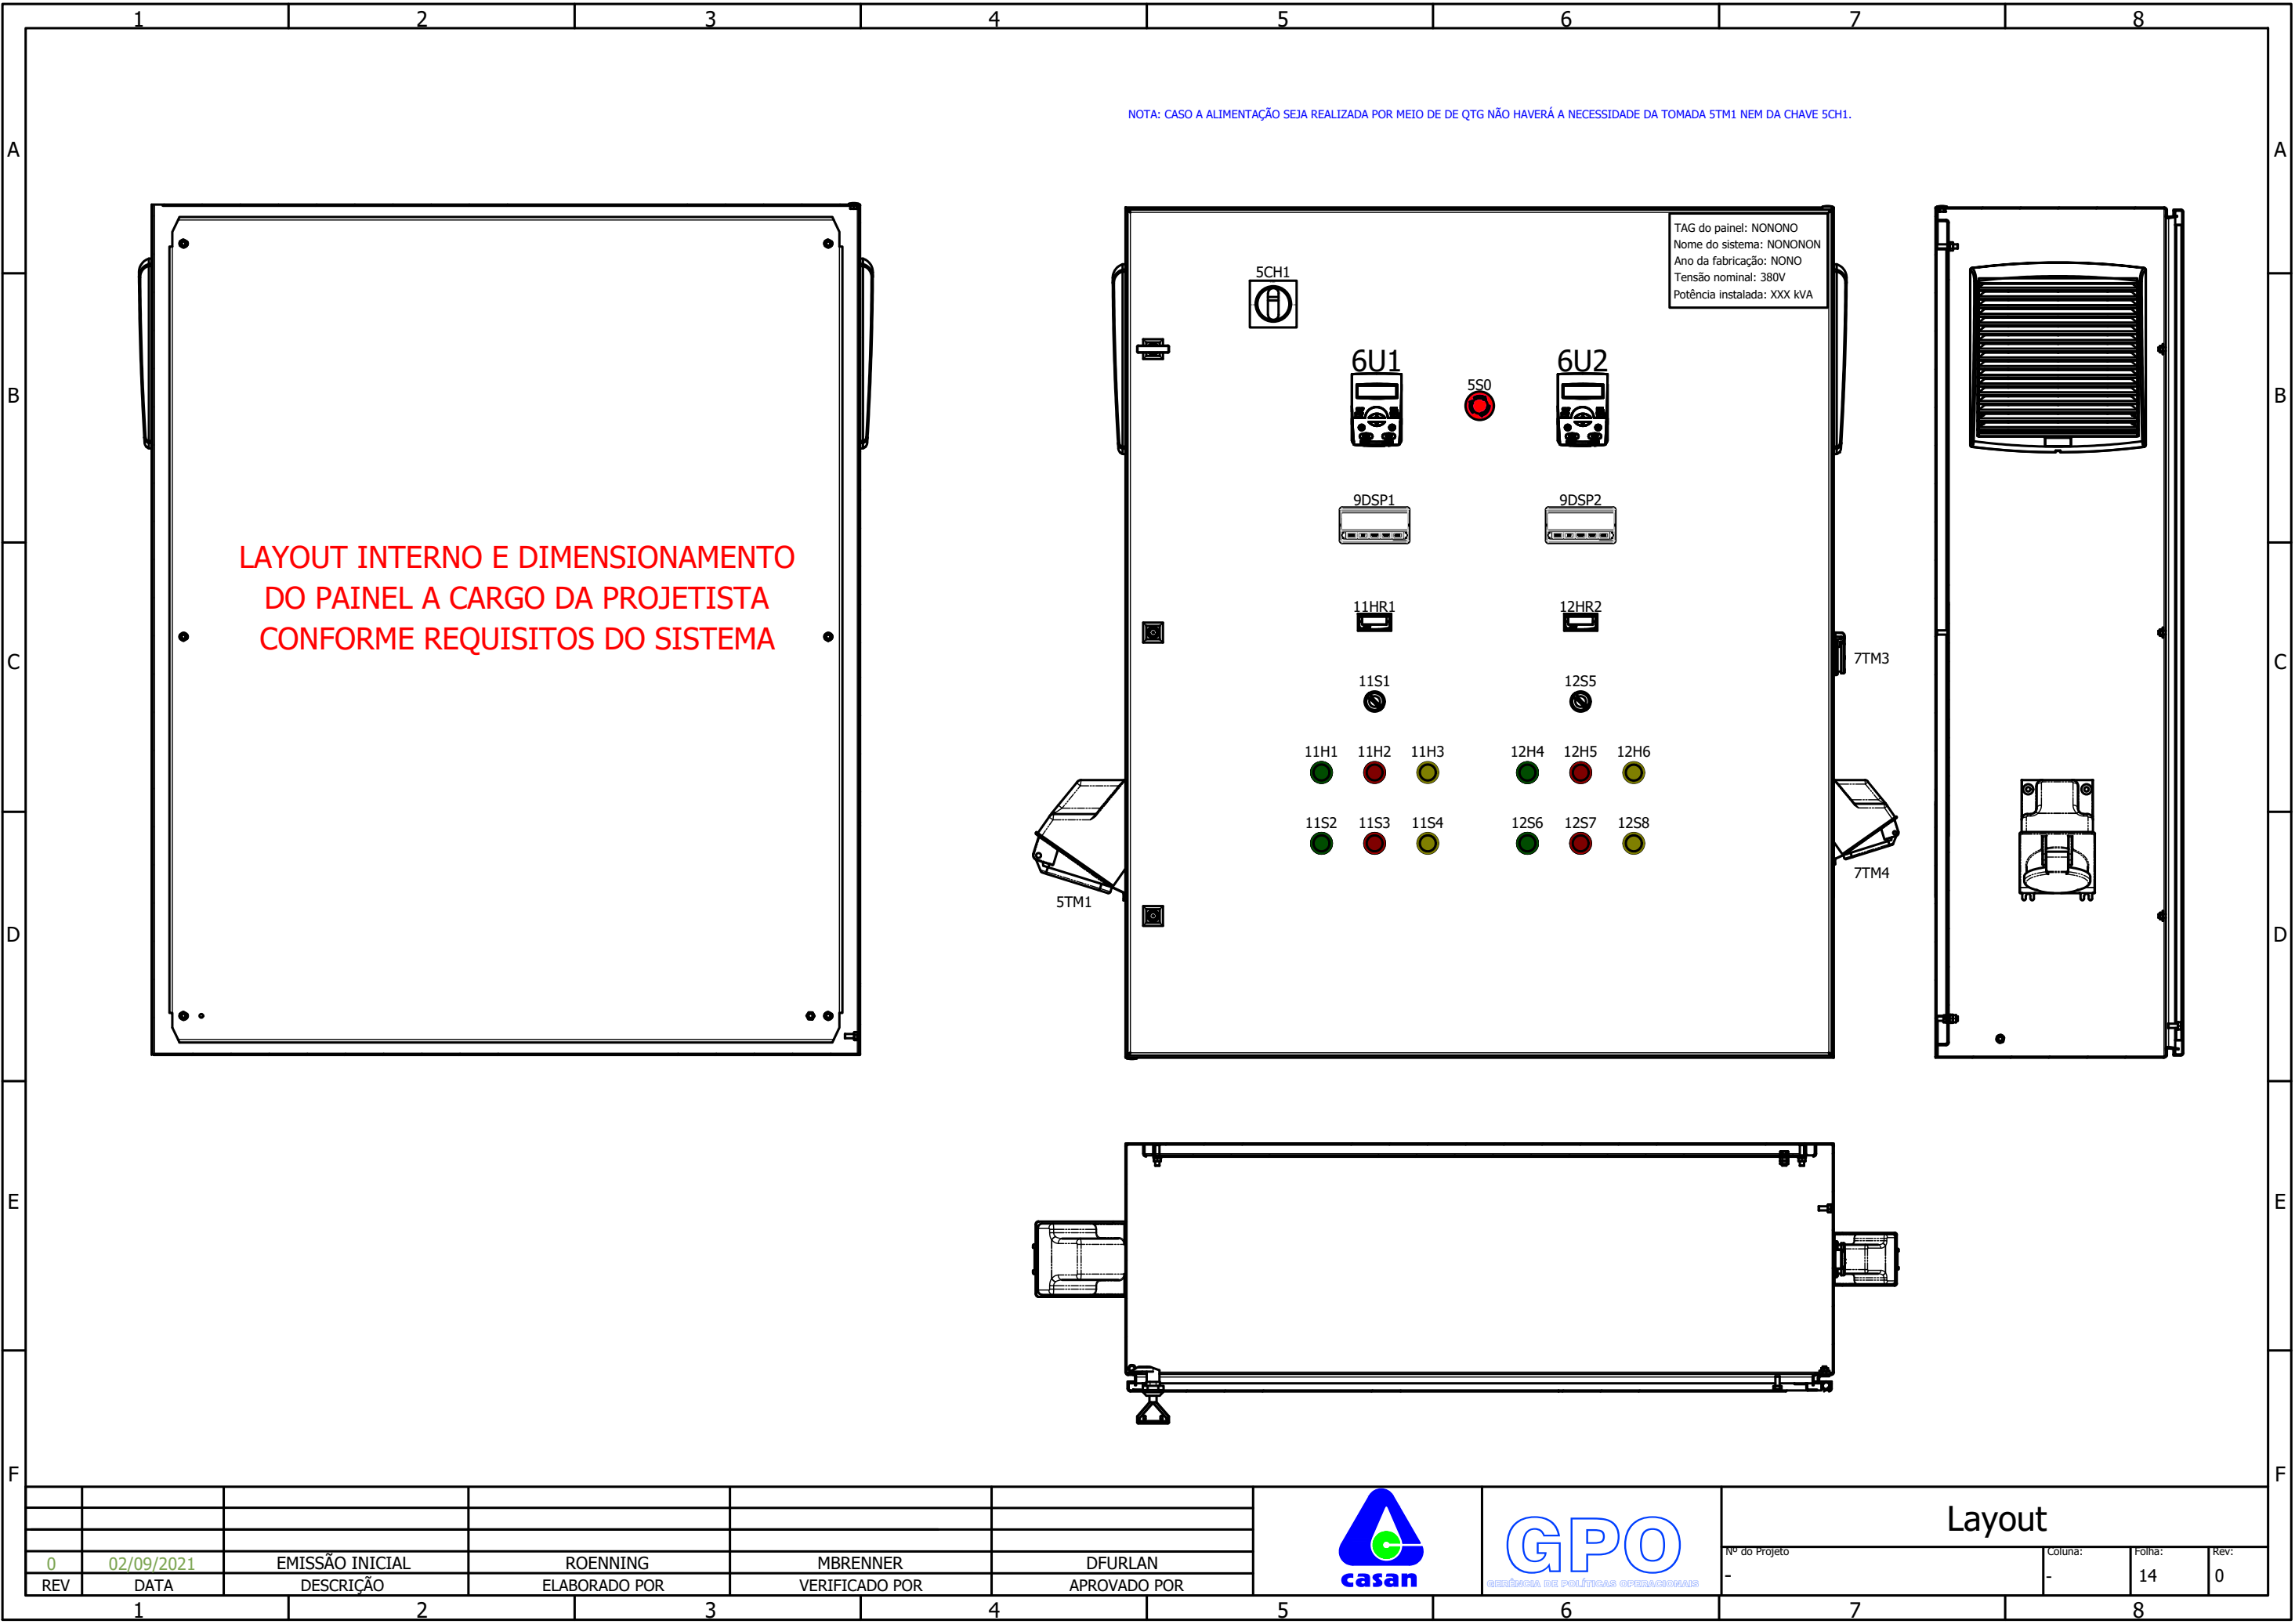 1 2 3 4 5 6 7 8
NOTA: CASO A ALIMENTAÇÃO SEJA REALIZADA POR MEIO DE DE QTG NÃO HAVERÁ A NECESSIDADE DA TOMADA 5TM1 NEM DA CHAVE 5CH1.
A A
TAG do painel: NONONO
Nome do sistema: NONONON
Ano da fabricação: NONO
Tensão nominal: 380V
Potência instalada: XXX kVA
5CH1
6U1 6U2
5S0
B B
9DSP1 9DSP2
LAYOUT INTERNO E DIMENSIONAMENTO
DO PAINEL A CARGO DA PROJETISTA
CONFORME REQUISITOS DO SISTEMA
11HR1 12HR2
7TM3
C C
11S1 12S5
11H1 11H2 11H3 12H4 12H5 12H6
11S2 11S3 11S4 12S6 12S7 12S8
7TM4
5TM1
D D
E E
F F
Layout
0 02/09/2021 EMISSÃO INICIAL ROENNING MBRENNER DFURLAN
REV DATA DESCRIÇÃO ELABORADO POR VERIFICADO POR APROVADO POR
casan
GPO
GERÊNCIA DE POLÍTICAS OPERACIONAIS
Nº do Projeto Coluna: Folha: Rev:
- - 14 0
1 2 3 4 5 6 7 8